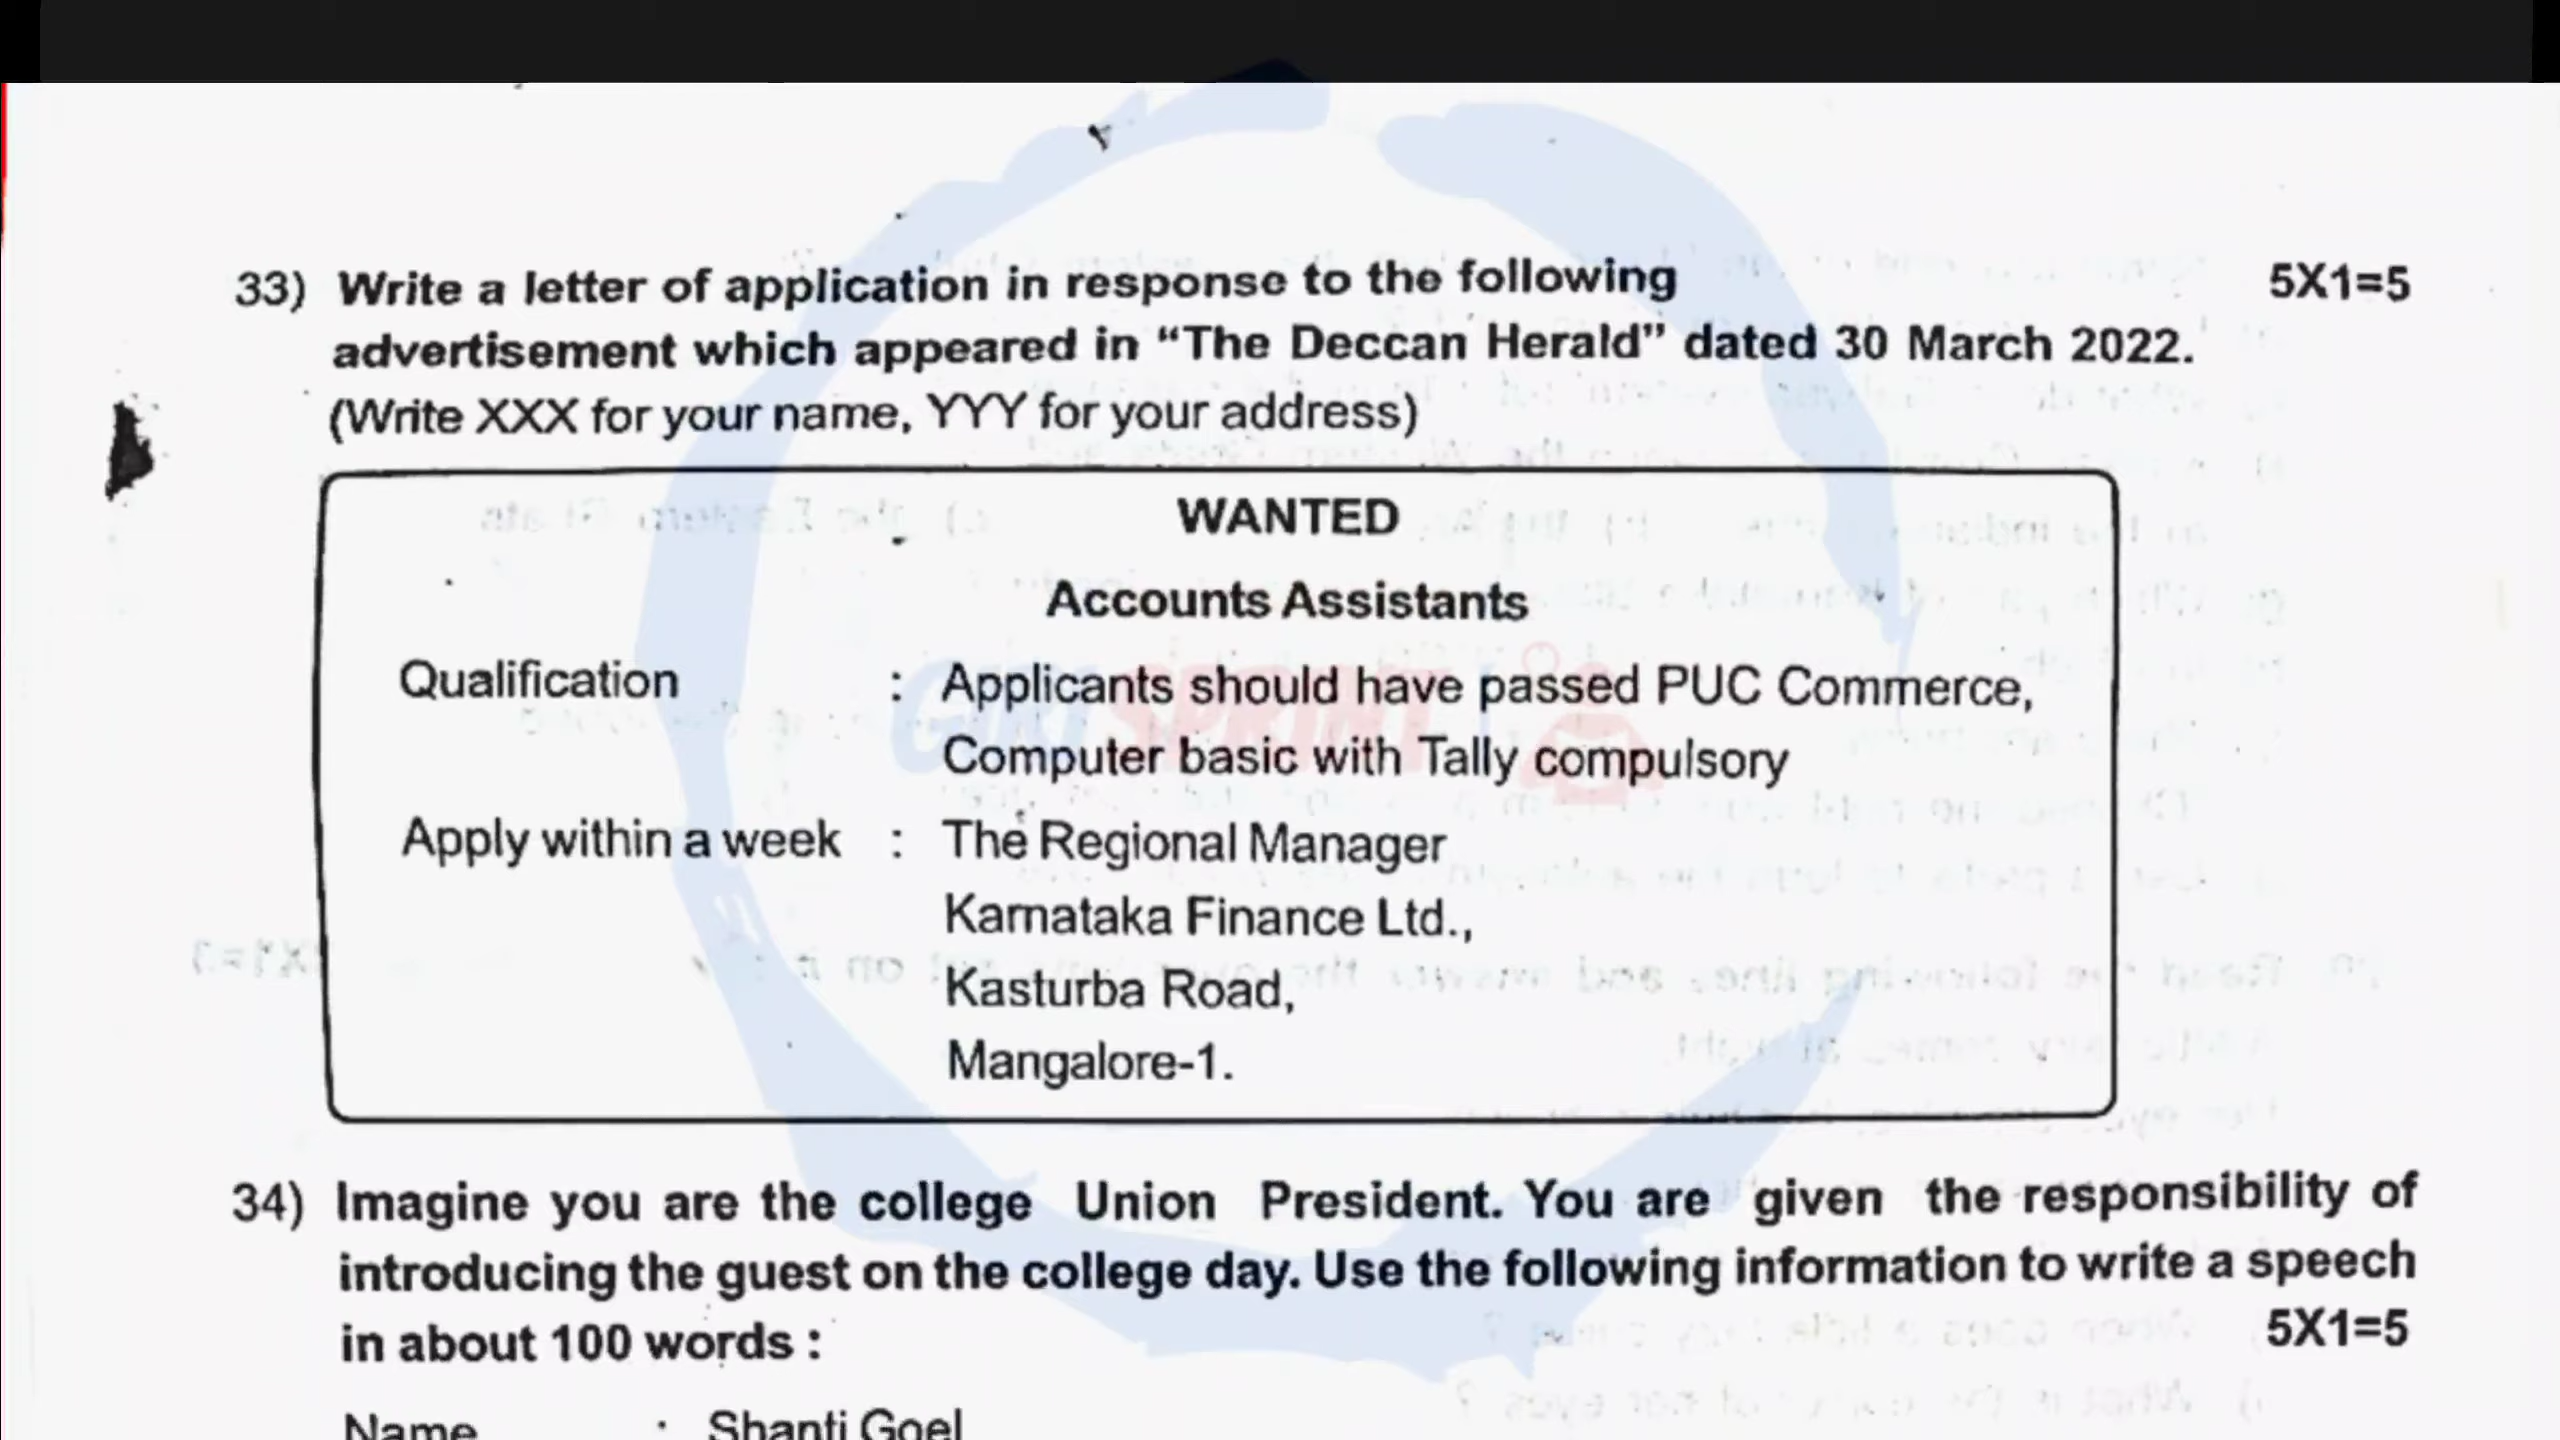 33) Write a letter of application in response to the following 5X1=5
advertisement which appeared in “The Deccan Herald” dated 30 March 2022.
(Write XXX for your name, YYY for your address)
WANTED
Accounts Assistants
Qualification : Applicants should have passed PUC Commerce,
Computer basic with Tally compulsory
Apply within a week : The Regional Manager
Karnataka Finance Ltd.,
Kasturba Road,
Mangalore-1.
34) Imagine you are the college Union President. You are given the responsibility of
introducing the guest on the college day. Use the following information to write a speech
in about 100 words : 5X1=5
Name : Shanti Goel